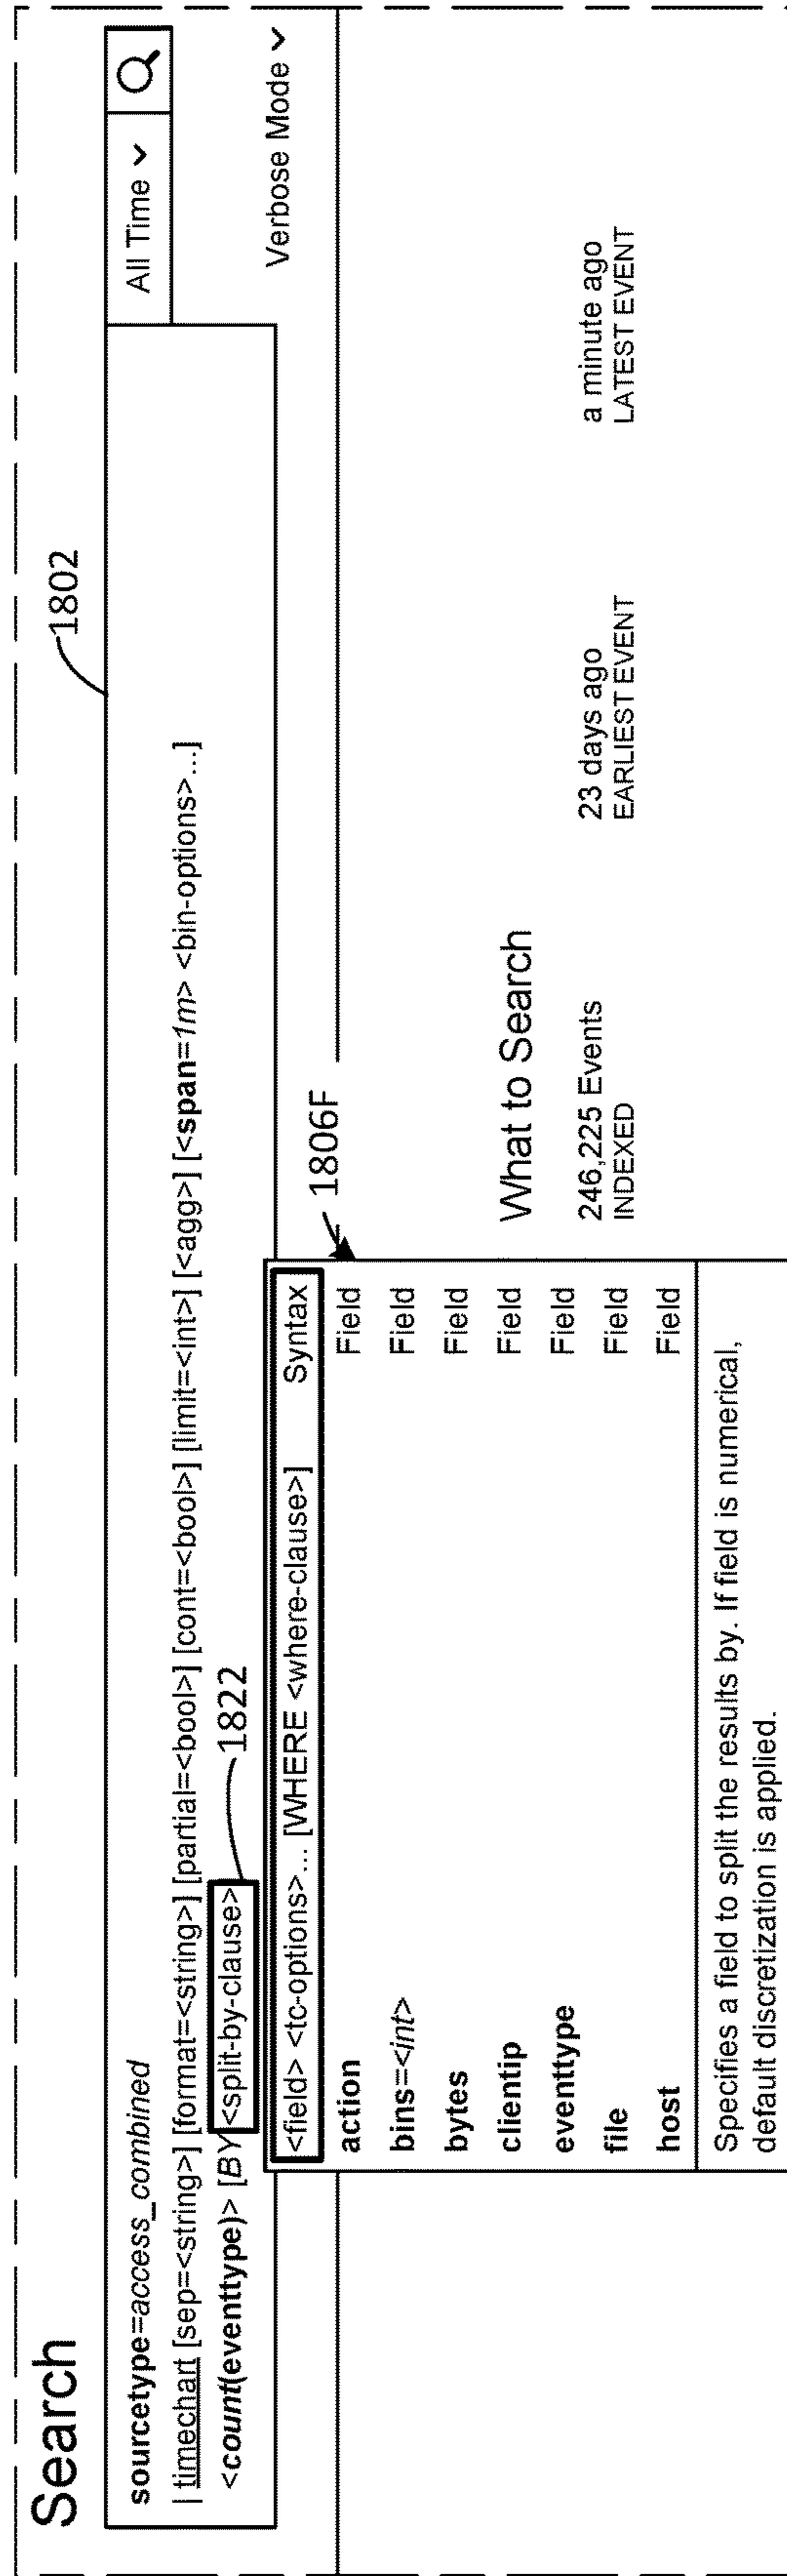 Search
1802
sourcetype=access_combined
All Time
| timechart [sep=<string>] [format=<string>] [partial=<bool>] [cont=<bool>] [limit=<int>] [<agg>] [<span=1m> <bin-options>...]
<count(eventtype)> [BY <split-by-clause>
1822
Verbose Mode
<field> <tc-options>... [WHERE <where-clause>] Syntax
1806F
action Field
bins=<int> Field
bytes Field
clientip Field
eventtype Field
file Field
host Field
Specifies a field to split the results by. If field is numerical,
default discretization is applied.
What to Search
246,225 Events
INDEXED
23 days ago
EARLIEST EVENT
a minute ago
LATEST EVENT